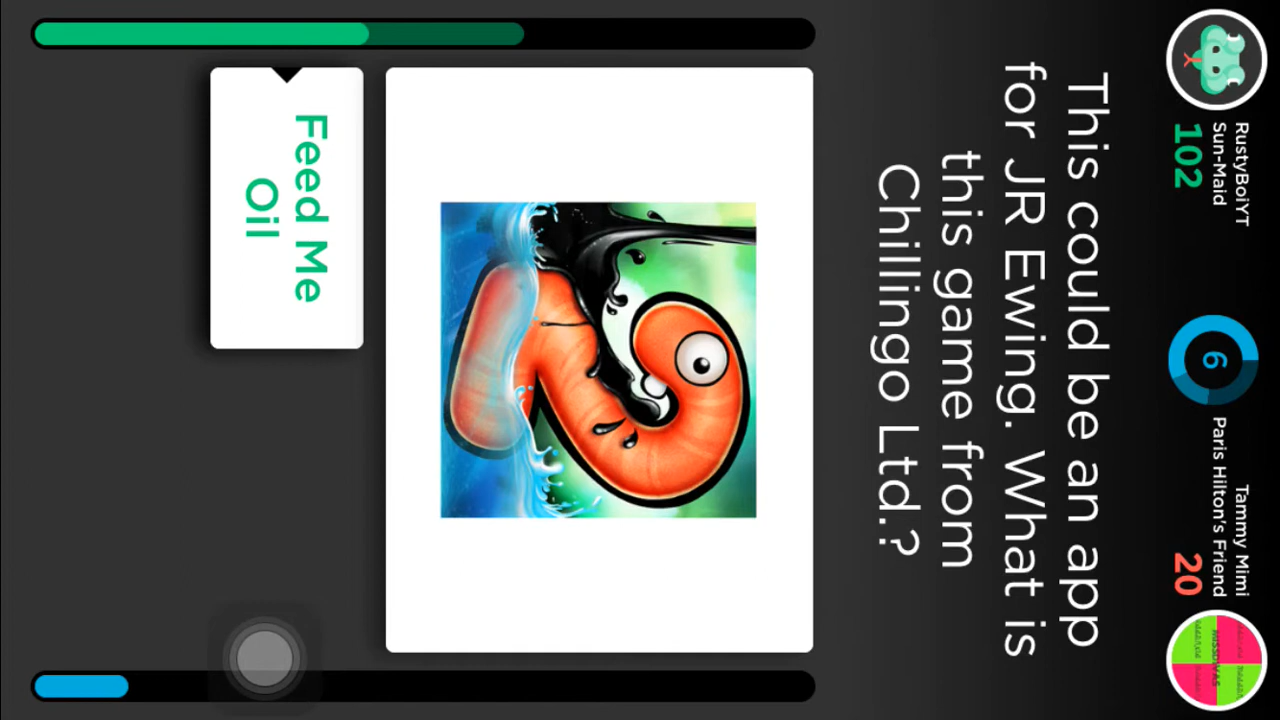 RustyBoiYT
Sun-Maid
102
6
Tammy Mimi
Paris Hilton's Friend
20
This could be an app
for JR Ewing. What is
this game from
Chillingo Ltd.?
Feed Me
Oil